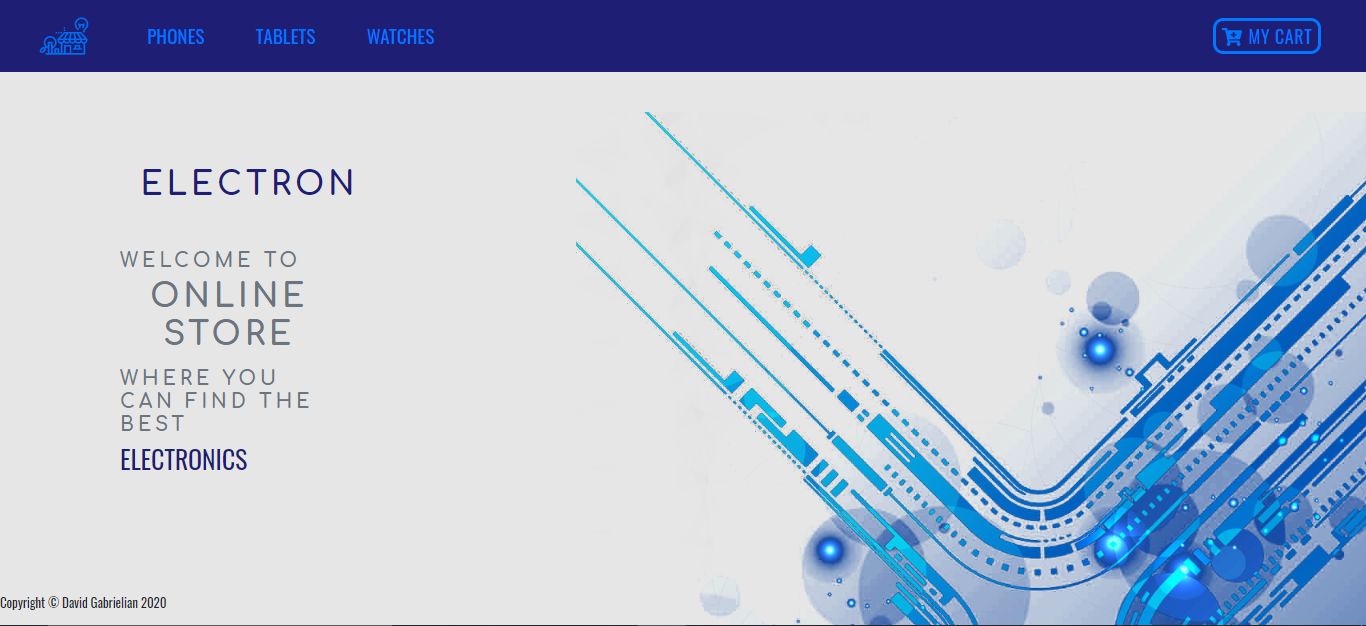 PHONES TABLETS WATCHES MY CART
ELECTRON
WELCOME TO
ONLINE
STORE
WHERE YOU
CAN FIND THE
BEST
ELECTRONICS
Copyright © David Gabrielian 2020